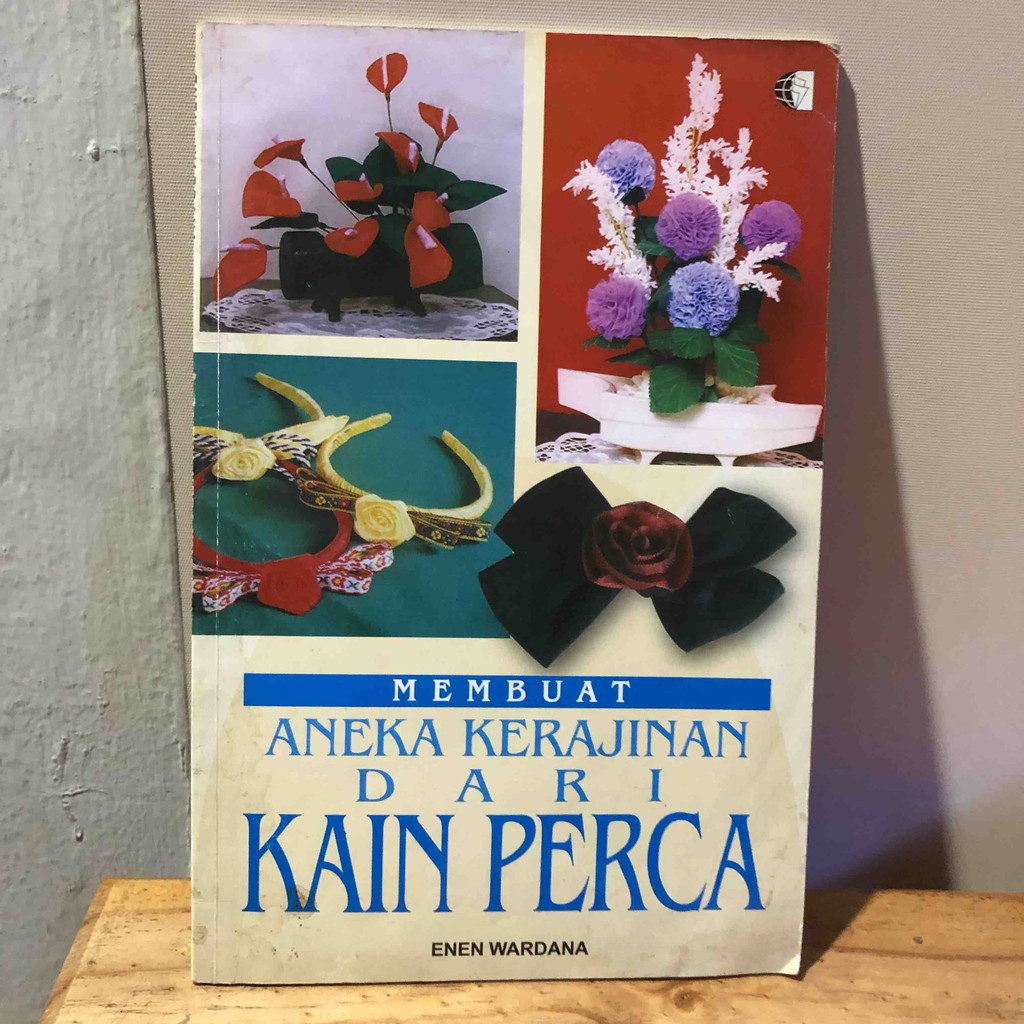 MEMBUAT
ANEKA KERAJINAN
DARI
KAIN PERCA
ENEN WARDANA